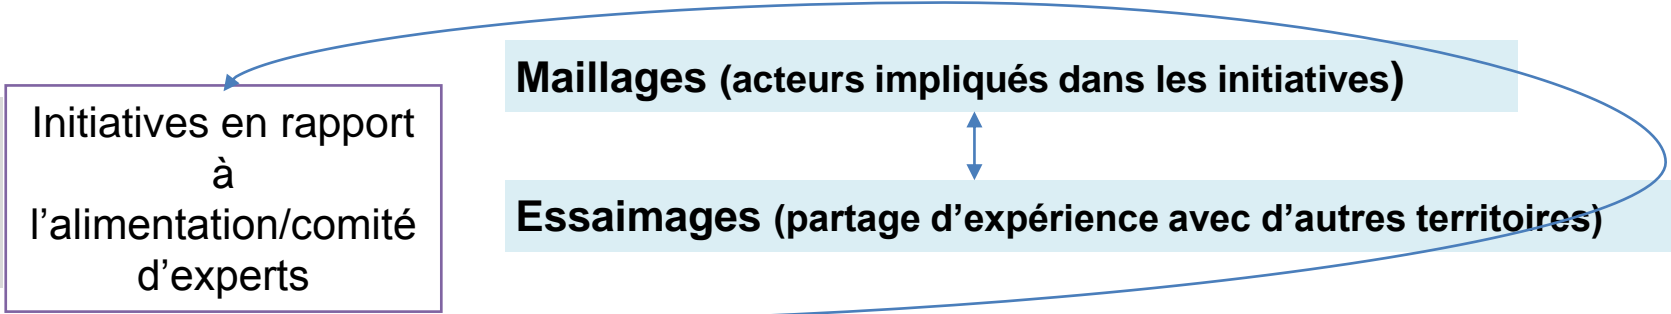 Maillages (acteurs impliqués dans les initiatives)
Initiatives en rapport
à
l’alimentation/comité
d’experts
Essaimages (partage d’expérience avec d’autres territoires)